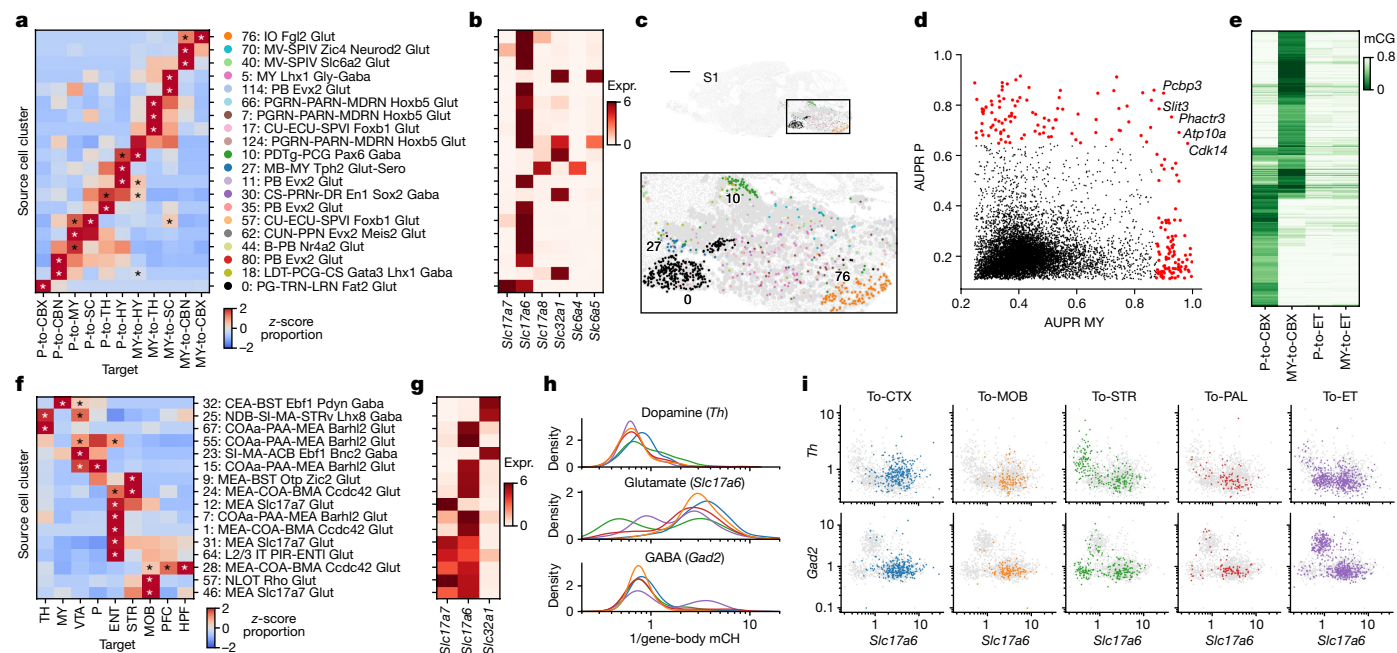 a
Source cell cluster
76: IO Fgl2 Glut
70: MV-SPIV Zic4 Neurod2 Glut
40: MV-SPIV Slc6a2 Glut
5: MY Lhx1 Gly-Gaba
114: PB Evx2 Glut
66: PGRN-PARN-MDRN Hoxb5 Glut
7: PGRN-PARN-MDRN Hoxb5 Glut
17: CU-ECU-SPVI Foxb1 Glut
124: PGRN-PARN-MDRN Hoxb5 Glut
10: PDTg-PCG Pax6 Gaba
27: MB-MY Tph2 Glut-Sero
11: PB Evx2 Glut
30: CS-PRNr-DR En1 Sox2 Gaba
35: PB Evx2 Glut
57: CU-ECU-SPVI Foxb1 Glut
62: CUN-PPN Evx2 Meis2 Glut
44: B-PB Nr4a2 Glut
80: PB Evx2 Glut
18: LDT-PCG-CS Gata3 Lhx1 Gaba
0: PG-TRN-LRN Fat2 Glut
P-to-CBX
P-to-CBN
P-to-MY
P-to-SC
P-to-TH
P-to-HY
MY-to-HY
MY-to-TH
MY-to-SC
MY-to-CBN
MY-to-CBX
Target
2
0
−2
z-score
proportion
b
Expr.
6
0
Slc17a7
Slc17a6
Slc17a8
Slc32a1
Slc6a4
Slc6a5
c
S1
10
27
0
76
d
AUPR P
1.0
0.8
0.6
0.4
0.2
0.2
0.4
0.6
0.8
1.0
AUPR MY
Pcbp3
Slit3
Phactr3
Atp10a
Cdk14
e
mCG
0.8
0
P-to-CBX
MY-to-CBX
P-to-ET
MY-to-ET
f
Source cell cluster
32: CEA-BST Ebf1 Pdyn Gaba
25: NDB-SI-MA-STRv Lhx8 Gaba
67: COAa-PAA-MEA Barhl2 Glut
55: COAa-PAA-MEA Barhl2 Glut
23: SI-MA-ACB Ebf1 Bnc2 Gaba
15: COAa-PAA-MEA Barhl2 Glut
9: MEA-BST Otp Zic2 Glut
24: MEA-COA-BMA Ccdc42 Glut
12: MEA Slc17a7 Glut
7: COAa-PAA-MEA Barhl2 Glut
1: MEA-COA-BMA Ccdc42 Glut
31: MEA Slc17a7 Glut
64: L2/3 IT PIR-ENTl Glut
28: MEA-COA-BMA Ccdc42 Glut
57: NLOT Rho Glut
46: MEA Slc17a7 Glut
TH
MY
VTA
P
ENT
STR
MOB
PFC
HPF
Target
2
0
−2
z-score
proportion
g
Expr.
6
0
Slc17a7
Slc17a6
Slc32a1
h
Dopamine (Th)
Density
2
0
Glutamate (Slc17a6)
Density
2
1
0
GABA (Gad2)
Density
2
0
1
10
1/gene-body mCH
i
To-CTX
To-MOB
To-STR
To-PAL
To-ET
Th
10
1
Gad2
10
1
0.1
1
10
Slc17a6
1
10
Slc17a6
1
10
Slc17a6
1
10
Slc17a6
1
10
Slc17a6